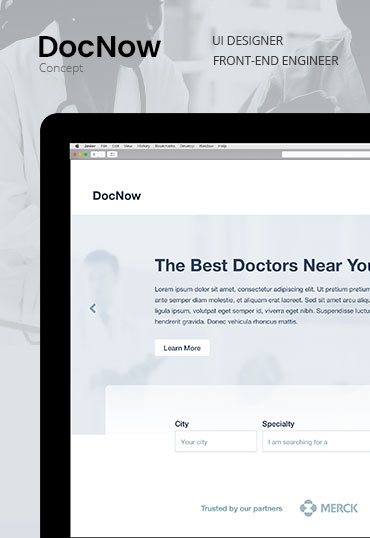 DocNow
Concept
UI DESIGNER
FRONT-END ENGINEER
File Edit View History Bookmarks Develop Window Help
DocNow
The Best Doctors Near You
Lorem ipsum dolor sit amet, consectetur adipiscing elit. Ut pretium pretium
ante semper diam molestie, et aliquam erat laoreet. Sed sit amet arcu aliqu
ligula ipsum, volutpat eget semper id, viverra eget nibh. Suspendisse luctu
hendrerit gravida. Donec vehicula rhoncus mattis.
Learn More
City
Specialty
Your city
I am searching for a
Trusted by our partners
MERCK